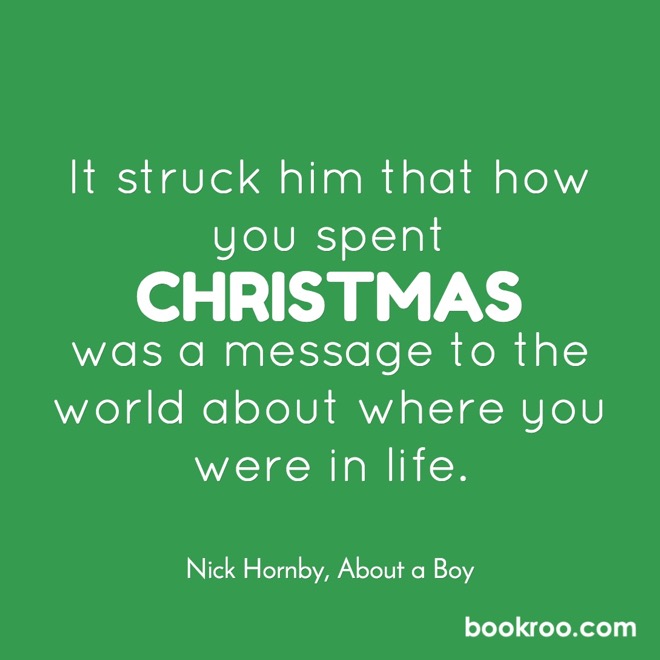 It struck him that how
you spent
CHRISTMAS
was a message to the
world about where you
were in life.
Nick Hornby, About a Boy
bookroo.com